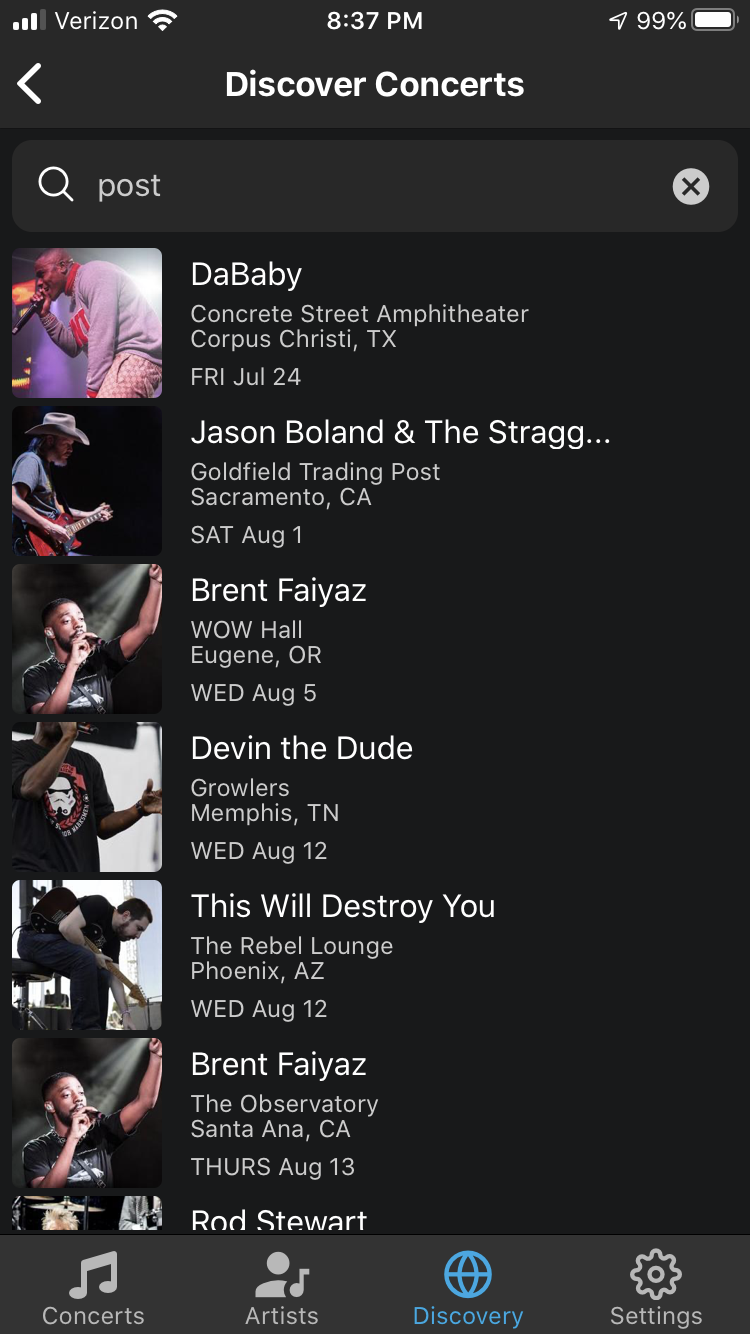 Verizon 8:37 PM 99%
Discover Concerts
post
DaBaby
Concrete Street Amphitheater
Corpus Christi, TX
FRI Jul 24
Jason Boland & The Stragg...
Goldfield Trading Post
Sacramento, CA
SAT Aug 1
Brent Faiyaz
WOW Hall
Eugene, OR
WED Aug 5
Devin the Dude
Growlers
Memphis, TN
WED Aug 12
This Will Destroy You
The Rebel Lounge
Phoenix, AZ
WED Aug 12
Brent Faiyaz
The Observatory
Santa Ana, CA
THURS Aug 13
Rod Stewart
Concerts Artists Discovery Settings